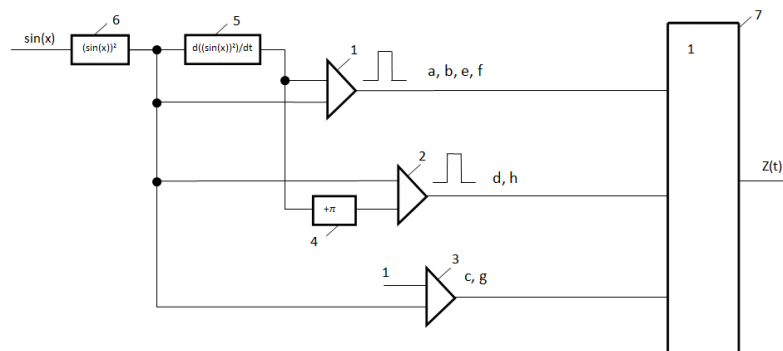 6
5
7
sin(x)
(sin(x))²
d((sin(x))²)/dt
1
a, b, e, f
1
2
d, h
Z(t)
+π
4
3
1
c, g